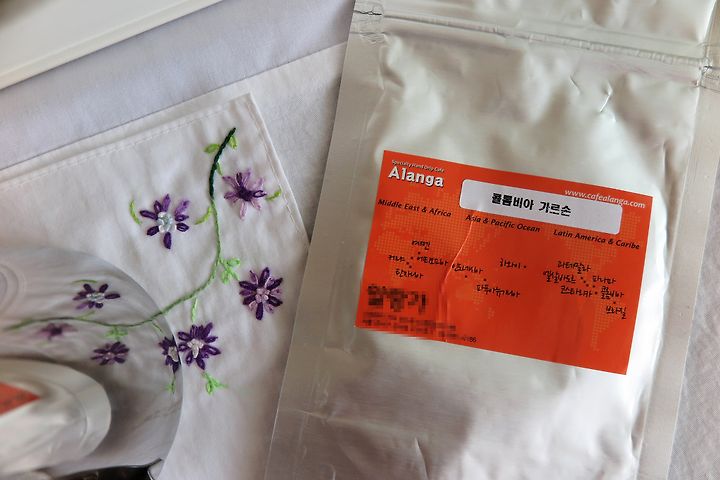 Specialty Hand Drip Cafe
Alanga
www.cafealanga.com
콜롬비아 가르슨
Middle East & Africa
Asia & Pacific Ocean
Latin America & Caribe
예멘
케냐
에티오피아
탄자니아
인도네시아
하와이
파푸아뉴기니
과테말라
엘살바도르
파나마
코스타리카
콜롬비아
브라질